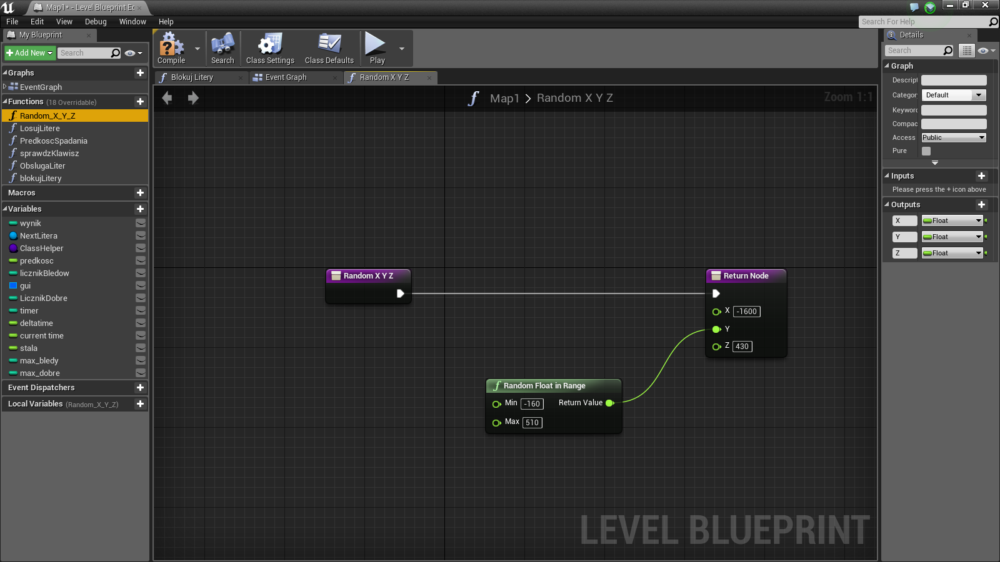 Map1* - Level Blueprint Ec
File Edit View Debug Window Help
Search For Help
My Blueprint
Add New
Search
Graphs
EventGraph
Functions (18 Overridable)
Random_X_Y_Z
LosujLitere
PredkoscSpadania
sprawdzKlawisz
ObslugaLiter
blokujLitery
Macros
Variables
wynik
NextLitera
ClassHelper
predkosc
licznikBledow
gui
LicznikDobre
timer
deltatime
current time
stala
max_bledy
max_dobre
Event Dispatchers
Local Variables (Random_X_Y_Z)
Compile
Search
Class Settings
Class Defaults
Play
Blokuj Litery
Event Graph
Random X Y Z
Map1 > Random X Y Z
Zoom 1:1
Random X Y Z
Return Node
X -1600
Y
Z 430
Random Float in Range
Min -160 Return Value
Max 510
LEVEL BLUEPRINT
Details
Search
Graph
Descript
Categor Default
Keyword
Compac
Access Public
Pure
Inputs
Please press the + icon above
Outputs
X Float
Y Float
Z Float